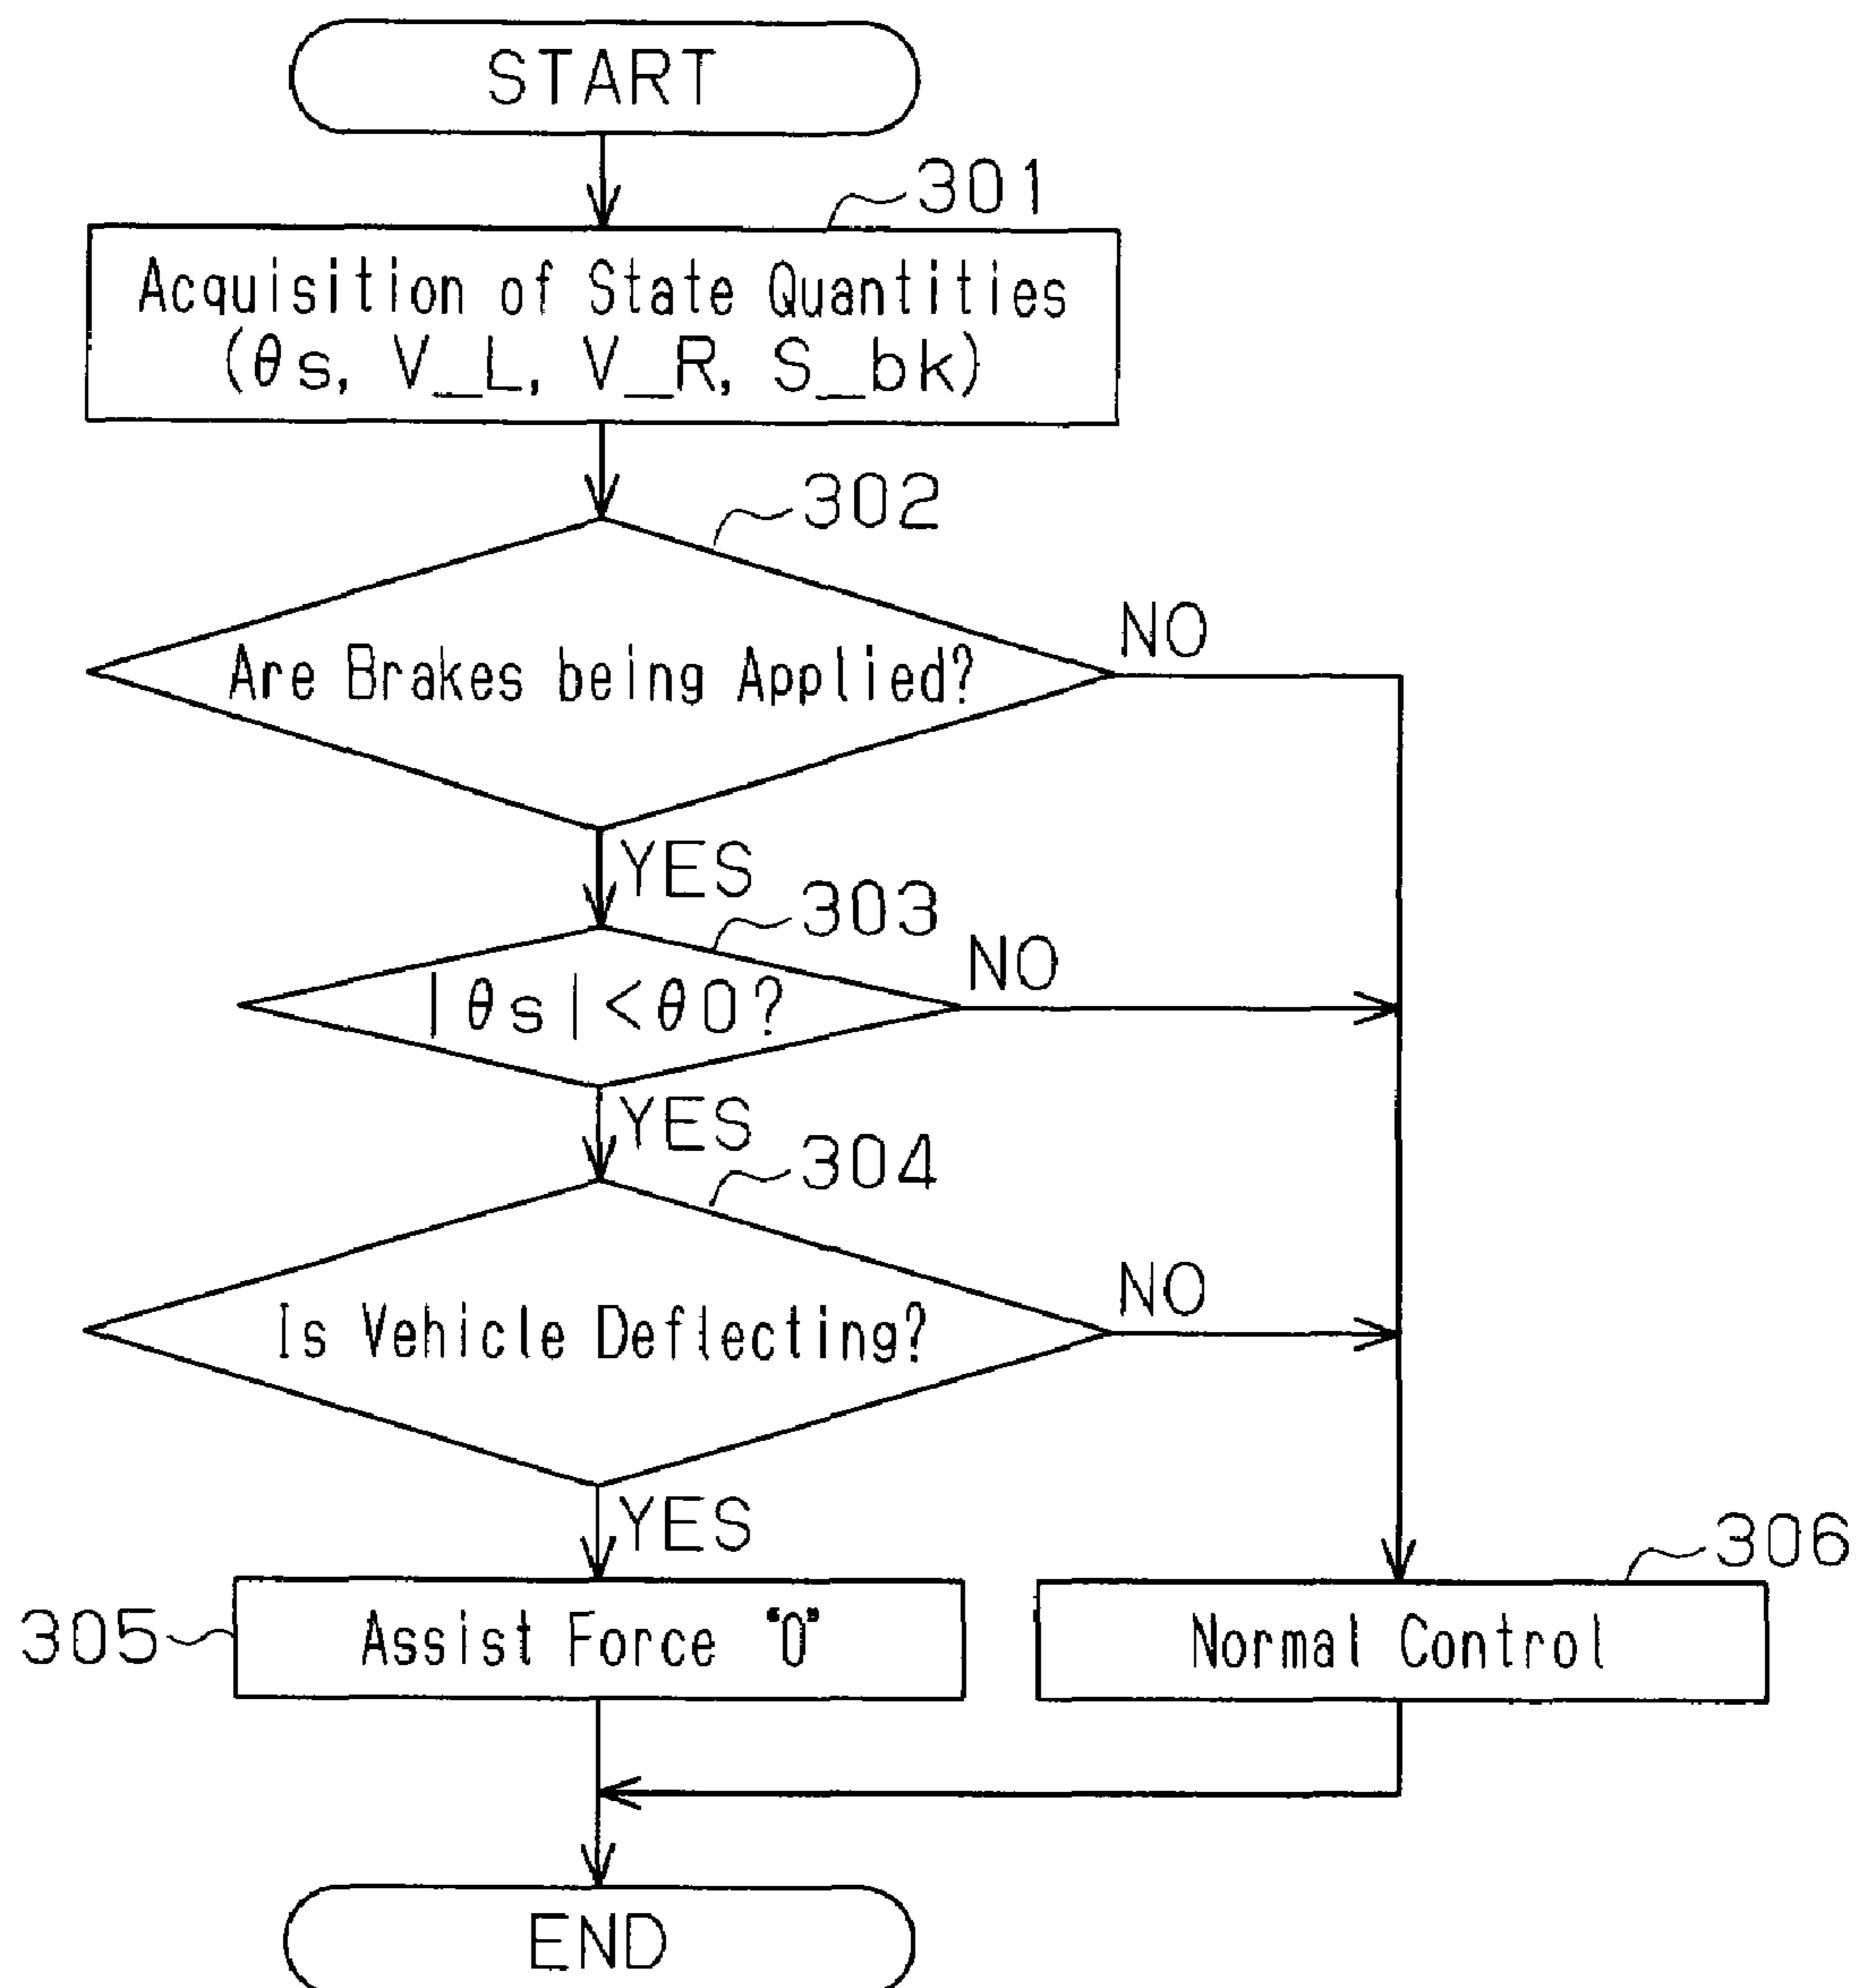 START
301
Acquisition of State Quantities
(θs, V_L, V_R, S_bk)
302
Are Brakes being Applied?
NO
YES
303
|θs|<θ0?
NO
YES
304
Is Vehicle Deflecting?
NO
YES
305
Assist Force "0"
306
Normal Control
END